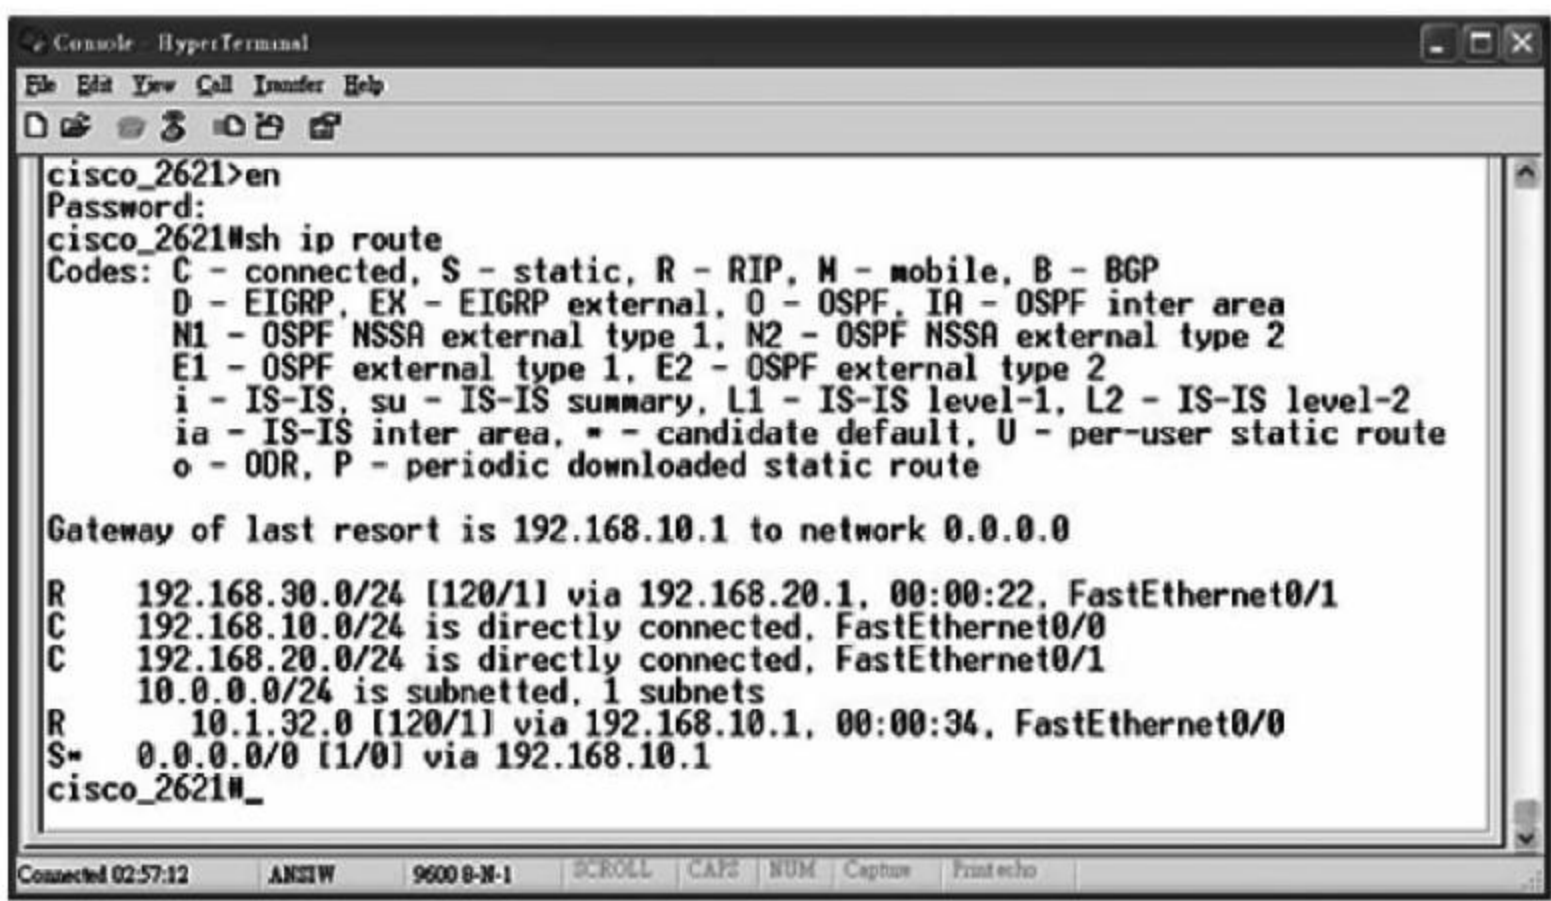 Console - HyperTerminal
File Edit View Call Transfer Help
cisco_2621>en
Password:
cisco_2621#sh ip route
Codes: C - connected, S - static, R - RIP, M - mobile, B - BGP
D - EIGRP, EX - EIGRP external, O - OSPF, IA - OSPF inter area
N1 - OSPF NSSA external type 1, N2 - OSPF NSSA external type 2
E1 - OSPF external type 1, E2 - OSPF external type 2
i - IS-IS, su - IS-IS summary, L1 - IS-IS level-1, L2 - IS-IS level-2
ia - IS-IS inter area, * - candidate default, U - per-user static route
o - ODR, P - periodic downloaded static route
Gateway of last resort is 192.168.10.1 to network 0.0.0.0
R 192.168.30.0/24 [120/1] via 192.168.20.1, 00:00:22, FastEthernet0/1
C 192.168.10.0/24 is directly connected, FastEthernet0/0
C 192.168.20.0/24 is directly connected, FastEthernet0/1
10.0.0.0/24 is subnetted, 1 subnets
R 10.1.32.0 [120/1] via 192.168.10.1, 00:00:34, FastEthernet0/0
S* 0.0.0.0/0 [1/0] via 192.168.10.1
cisco_2621#_
Connected 02:57:12 ANSIW 9600 8-N-1 SCROLL CAPS NUM Capture Print echo